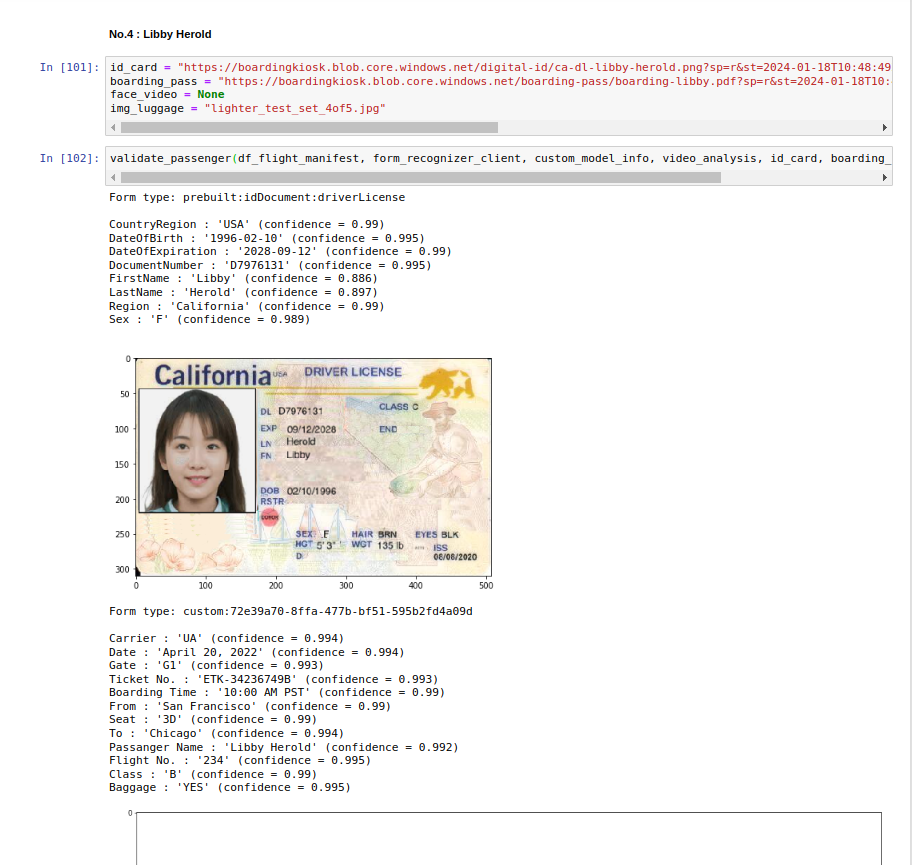 No.4 : Libby Herold
In [101]: id_card = "https://boardingkiosk.blob.core.windows.net/digital-id/ca-dl-libby-herold.png?sp=r&st=2024-01-18T10:48:49
boarding_pass = "https://boardingkiosk.blob.core.windows.net/boarding-pass/boarding-libby.pdf?sp=r&st=2024-01-18T10:
face_video = None
img_luggage = "lighter_test_set_4of5.jpg"
In [102]: validate_passenger(df_flight_manifest, form_recognizer_client, custom_model_info, video_analysis, id_card, boarding_
Form type: prebuilt:idDocument:driverLicense
CountryRegion : 'USA' (confidence = 0.99)
DateOfBirth : '1996-02-10' (confidence = 0.995)
DateOfExpiration : '2028-09-12' (confidence = 0.99)
DocumentNumber : 'D7976131' (confidence = 0.995)
FirstName : 'Libby' (confidence = 0.886)
LastName : 'Herold' (confidence = 0.897)
Region : 'California' (confidence = 0.99)
Sex : 'F' (confidence = 0.989)
0
50
100
150
200
250
300
California USA DRIVER LICENSE
DL D7976131 CLASS C
EXP 09/12/2028 END
LN Herold
FN Libby
DOB 02/10/1996
RSTR
DONOR
SEX F HAIR BRN EYES BLK
HGT 5'3" WGT 135 lb ISS
D 08/08/2020
0 100 200 300 400 500
Form type: custom:72e39a70-8ffa-477b-bf51-595b2fd4a09d
Carrier : 'UA' (confidence = 0.994)
Date : 'April 20, 2022' (confidence = 0.994)
Gate : 'G1' (confidence = 0.993)
Ticket No. : 'ETK-34236749B' (confidence = 0.993)
Boarding Time : '10:00 AM PST' (confidence = 0.99)
From : 'San Francisco' (confidence = 0.99)
Seat : '3D' (confidence = 0.99)
To : 'Chicago' (confidence = 0.994)
Passanger Name : 'Libby Herold' (confidence = 0.992)
Flight No. : '234' (confidence = 0.995)
Class : 'B' (confidence = 0.99)
Baggage : 'YES' (confidence = 0.995)
0